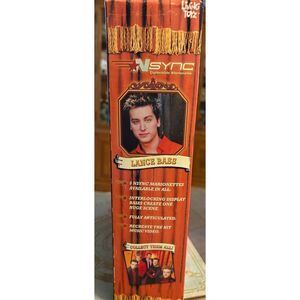 LIVING
TOYZ
NSYNC
Collectible Marionette
LANCE BASS
5 NSYNC MARIONETTES
AVAILABLE IN ALL.
INTERLOCKING DISPLAY
BASES CREATE ONE
HUGE SCENE.
FULLY ARTICULATED.
RECREATE THE HIT
MUSIC VIDEO.
COLLECT THEM ALL!